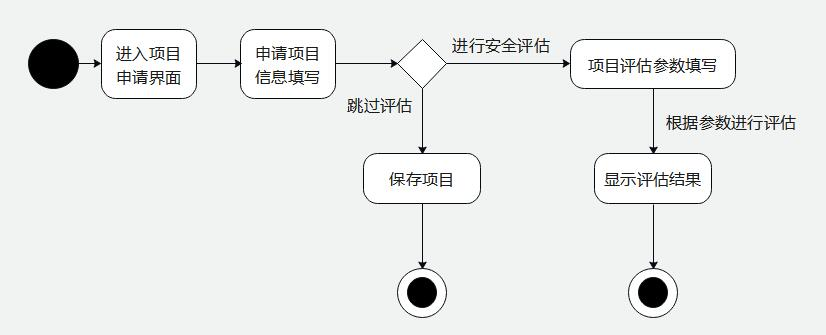 进入项目
申请界面
申请项目
信息填写
进行安全评估
项目评估参数填写
跳过评估
根据参数进行评估
保存项目
显示评估结果